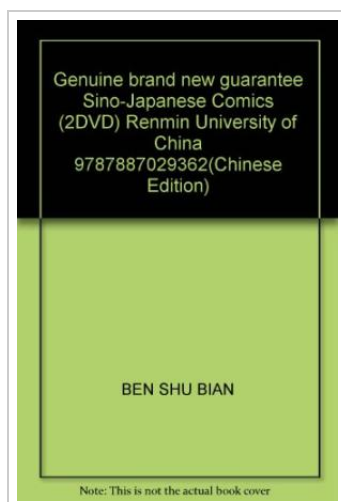 Genuine brand new guarantee
Sino-Japanese Comics
(2DVD) Renmin University of
China
9787887029362(Chinese
Edition)
BEN SHU BIAN
Note: This is not the actual book cover